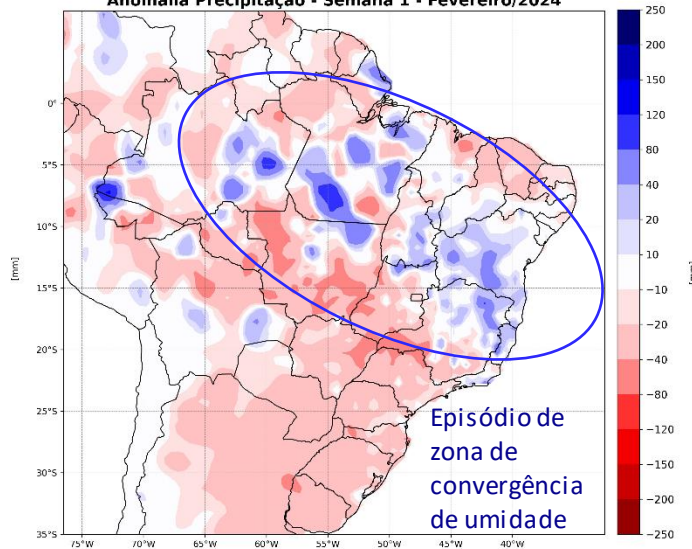 Anomalia Precipitação - Semana 1 - Fevereiro/2024
250
200
150
120
80
40
20
10
−10
−20
−40
−80
−120
−150
−200
−250
[mm]
[mm]
0°
5°S
10°S
15°S
20°S
25°S
30°S
35°S
75°W
70°W
65°W
60°W
55°W
50°W
45°W
40°W
Episódio de
zona de
convergência
de umidade